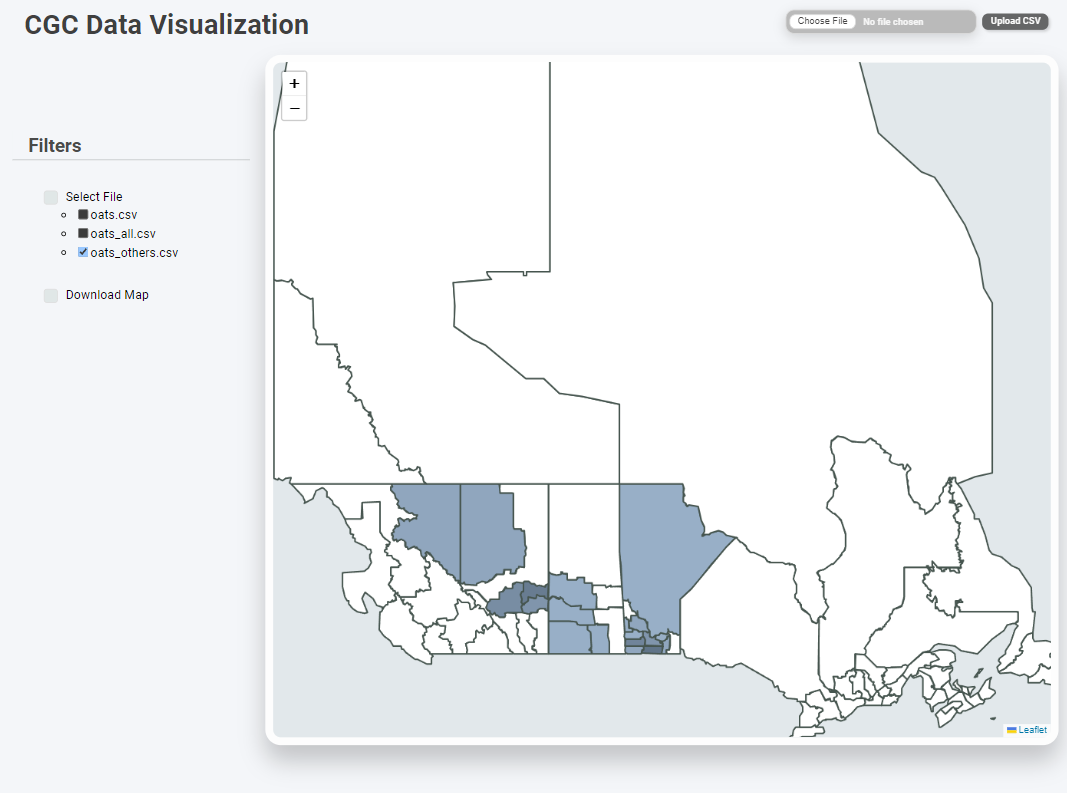 CGC Data Visualization
Choose File No file chosen
Upload CSV
+
−
Filters
Select File
oats.csv
oats_all.csv
oats_others.csv
Download Map
Leaflet